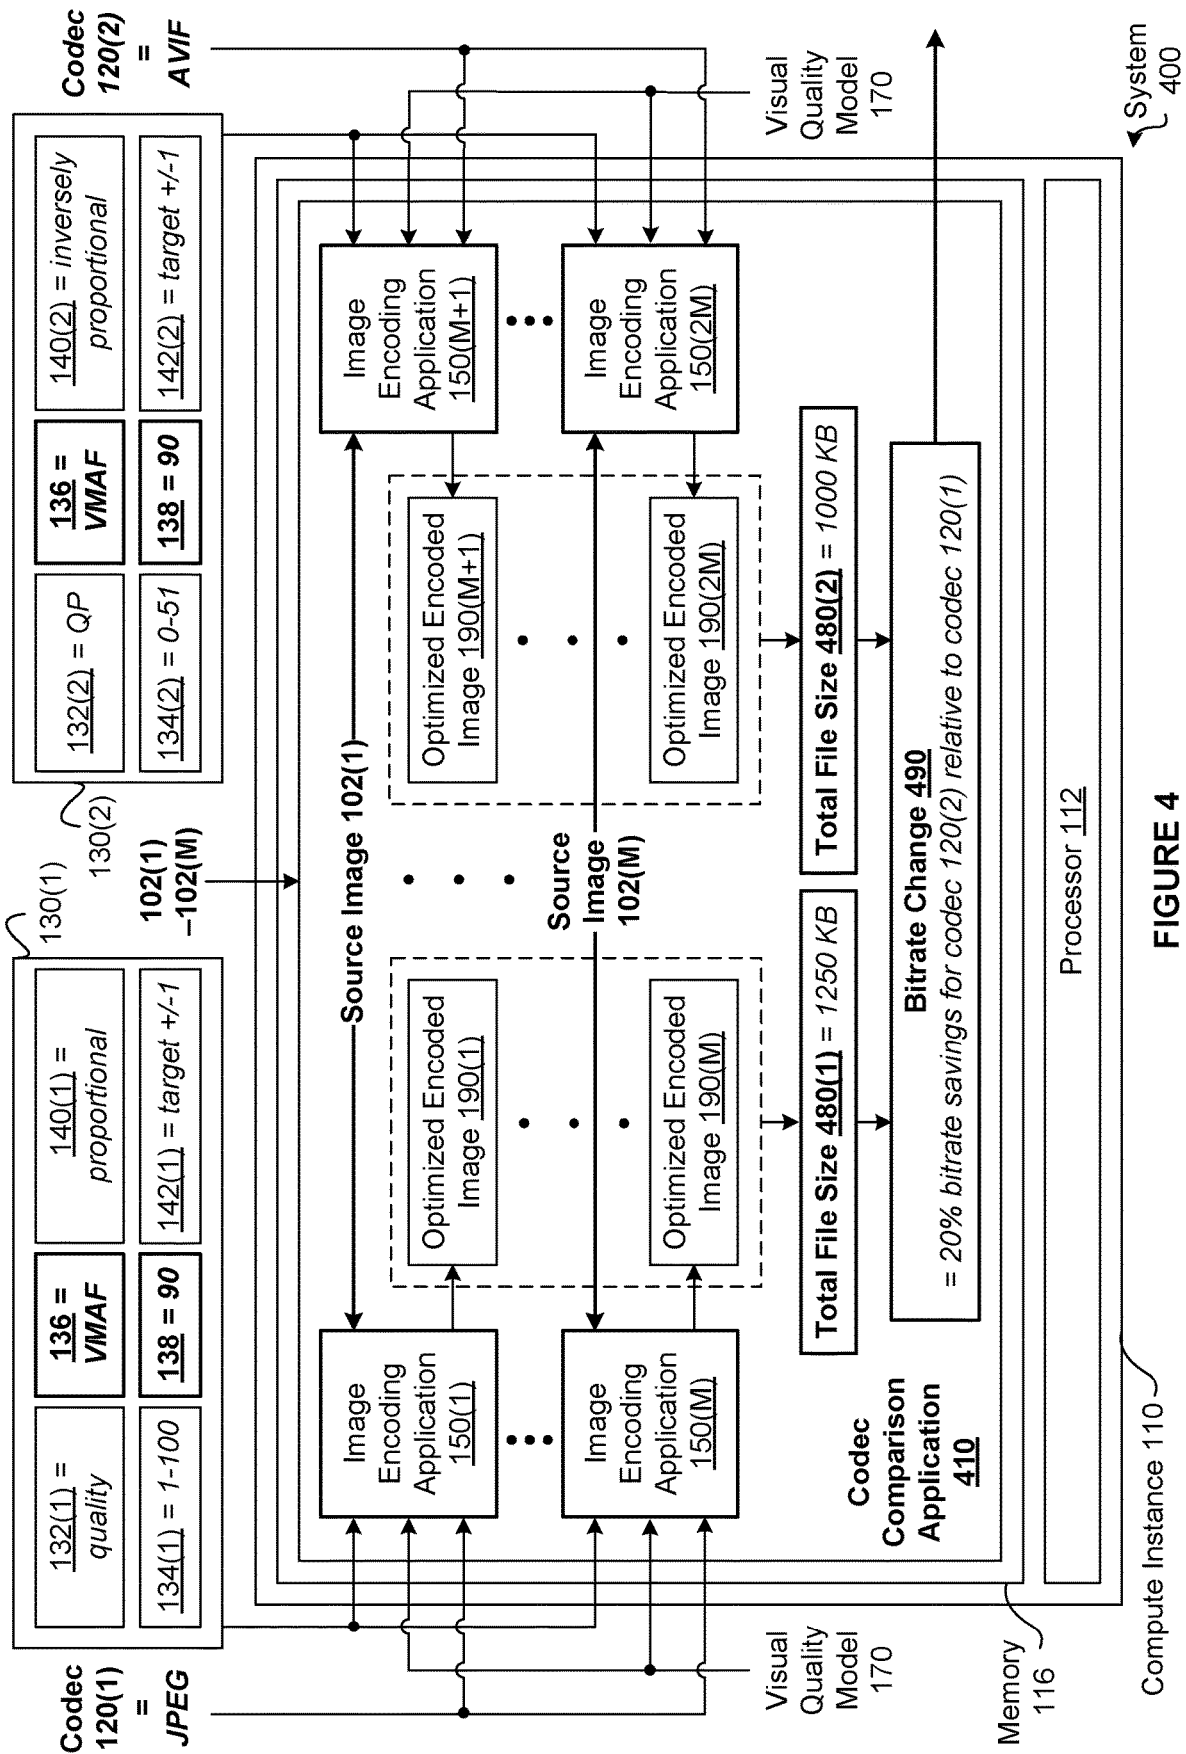 Codec
120(1)
=
JPEG
132(1) =
quality
134(1) = 1-100
136 =
VMAF
138 = 90
140(1) =
proportional
142(1) = target +/-1
130(1)
102(1)
–102(M)
130(2)
132(2) = QP
134(2) = 0-51
136 =
VMAF
138 = 90
140(2) = inversely
proportional
142(2) = target +/-1
Codec
120(2)
=
AVIF
Source Image 102(1)
Image
Encoding
Application
150(1)
Image
Encoding
Application
150(M)
Optimized Encoded
Image 190(1)
Optimized Encoded
Image 190(M)
Source
Image
102(M)
Optimized Encoded
Image 190(M+1)
Optimized Encoded
Image 190(2M)
Image
Encoding
Application
150(M+1)
Image
Encoding
Application
150(2M)
Visual
Quality
Model
170
Visual
Quality
Model
170
Total File Size 480(1) = 1250 KB
Total File Size 480(2) = 1000 KB
Bitrate Change 490
= 20% bitrate savings for codec 120(2) relative to codec 120(1)
Codec
Comparison
Application
410
Memory
116
Processor 112
Compute Instance 110
System
400
FIGURE 4